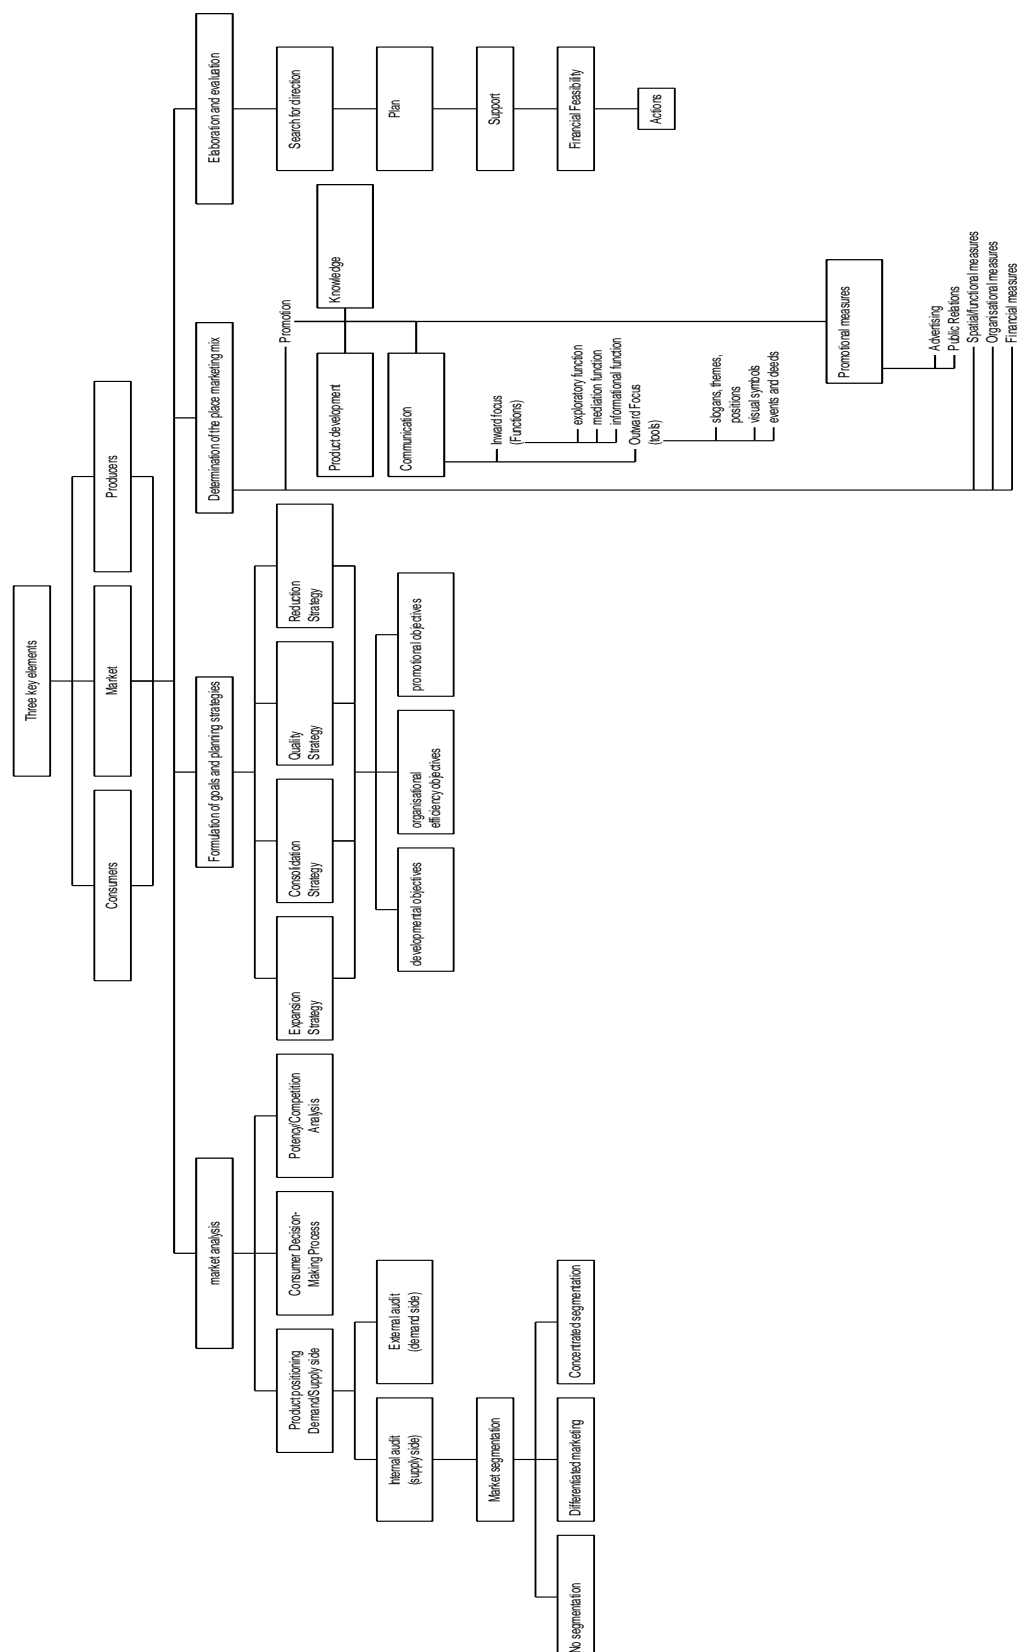 Three key elements
Consumers
Market
Producers
market analysis
Formulation of goals and planning strategies
Determination of the place marketing mix
Elaboration and evaluation
Product positioning
Demand/Supply side
Consumer Decision-
Making Process
Potency/Competition
Analysis
Internal audit
(supply side)
External audit
(demand side)
Market segmentation
No segmentation
Differentiated marketing
Concentrated segmentation
Expansion
Strategy
Consolidation
Strategy
Quality
Strategy
Reduction
Strategy
developmental objectives
organisational
efficiency objectives
promotional objectives
Promotion
Product development
Knowledge
Communication
Inward focus
(Functions)
exploratory function
mediation function
informational function
Outward Focus
(tools)
slogans, themes,
positions
visual symbols
events and deeds
Promotional measures
Advertising
Public Relations
Spatial/functional measures
Organisational measures
Financial measures
Search for direction
Plan
Support
Financial Feasibility
Actions